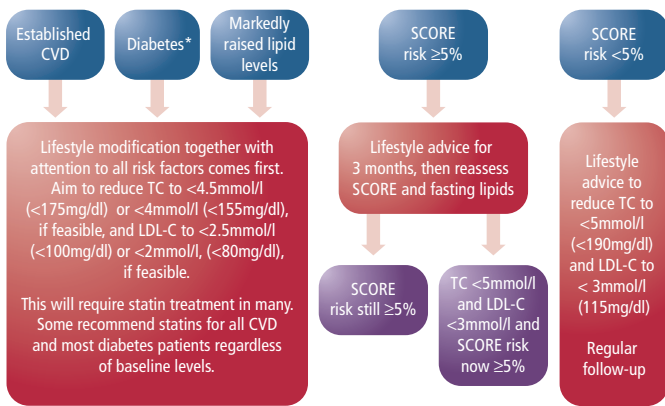 Established
CVD
Diabetes*
Markedly
raised lipid
levels
SCORE
risk ≥5%
SCORE
risk <5%
Lifestyle modification together with
attention to all risk factors comes first.
Aim to reduce TC to <4.5mmol/l
(<175mg/dl) or <4mmol/l (<155mg/dl),
if feasible, and LDL-C to <2.5mmol/l
(<100mg/dl) or <2mmol/l, (<80mg/dl),
if feasible.
This will require statin treatment in many.
Some recommend statins for all CVD
and most diabetes patients regardless
of baseline levels.
Lifestyle advice for
3 months, then reassess
SCORE and fasting lipids
SCORE
risk still ≥5%
TC <5mmol/l
and LDL-C
<3mmol/l and
SCORE risk
now ≥5%
Lifestyle
advice to
reduce TC to
<5mmol/l
(<190mg/dl)
and LDL-C to
< 3mmol/l
(115mg/dl)
Regular
follow-up